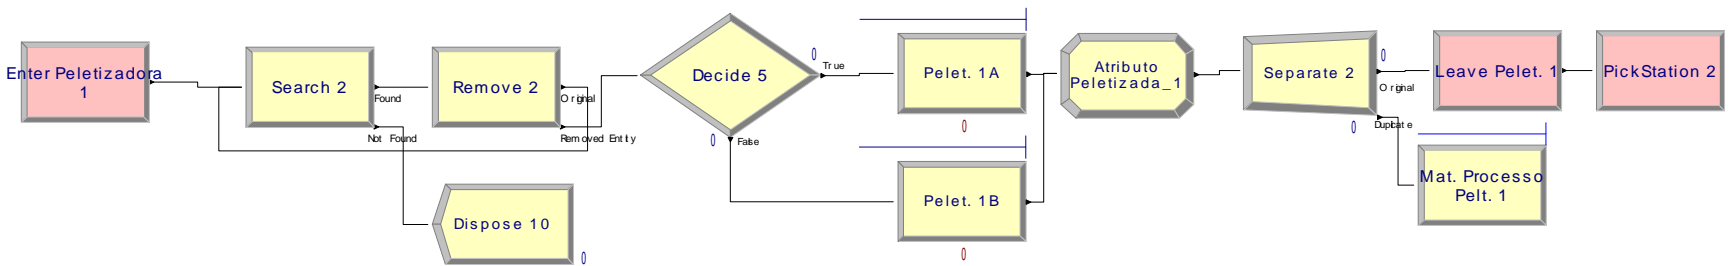 Enter Peletizadora
1
Search 2
Found
Not Found
Remove 2
Original
Removed Entity
Dispose 10
0
Decide 5
0
True
0
False
Pelet. 1A
0
Pelet. 1B
0
Atributo
Peletizada_1
Separate 2
0
Original
0
Duplicate
Leave Pelet. 1
PickStation 2
Mat. Processo
Pelt. 1